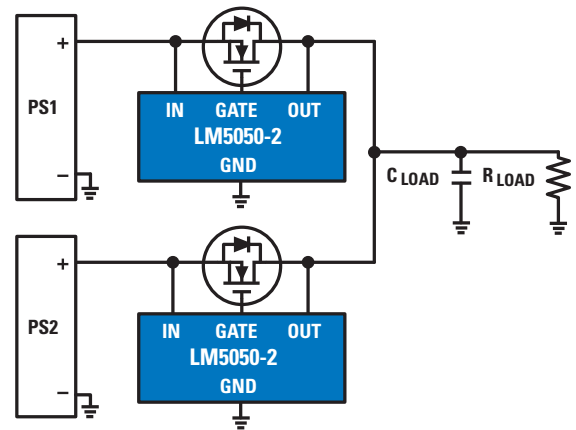 +
PS1
−
IN GATE OUT
LM5050-2
GND
C LOAD R LOAD
+
PS2
−
IN GATE OUT
LM5050-2
GND